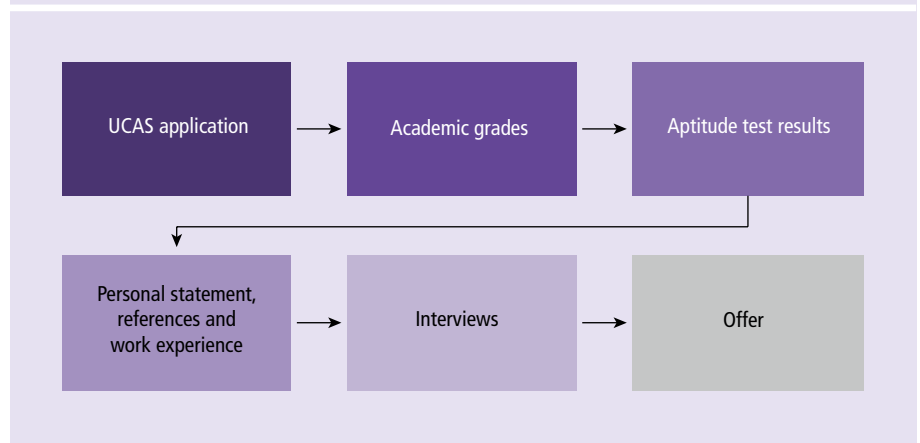 UCAS application
Academic grades
Aptitude test results
Personal statement,
references and
work experience
Interviews
Offer